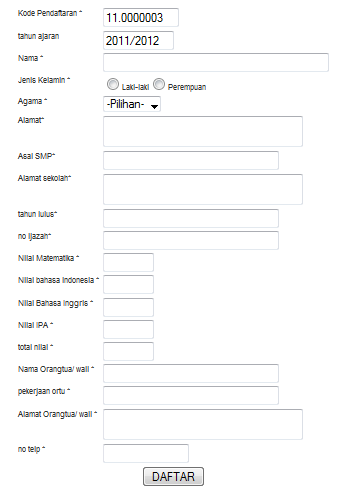 Kode Pendaftaran * 11.0000003
tahun ajaran 2011/2012
Nama *
Jenis Kelamin * Laki-laki Perempuan
Agama * -Pilihan-
Alamat*
Asal SMP*
Alamat sekolah*
tahun lulus*
no ijazah*
Nilai Matematika *
Nilai bahasa indonesia *
Nilai Bahasa Inggris *
Nilai IPA *
total nilai *
Nama Orangtua/ wali *
pekerjaan ortu *
Alamat Orangtua/ wali *
no telp *
DAFTAR